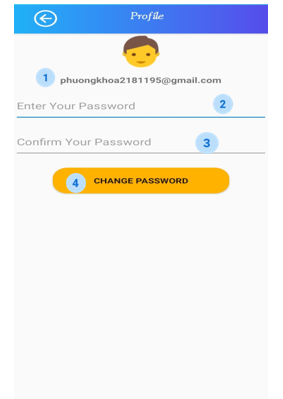 Profile
1 phuongkhoa2181195@gmail.com
Enter Your Password 2
Confirm Your Password 3
4 CHANGE PASSWORD